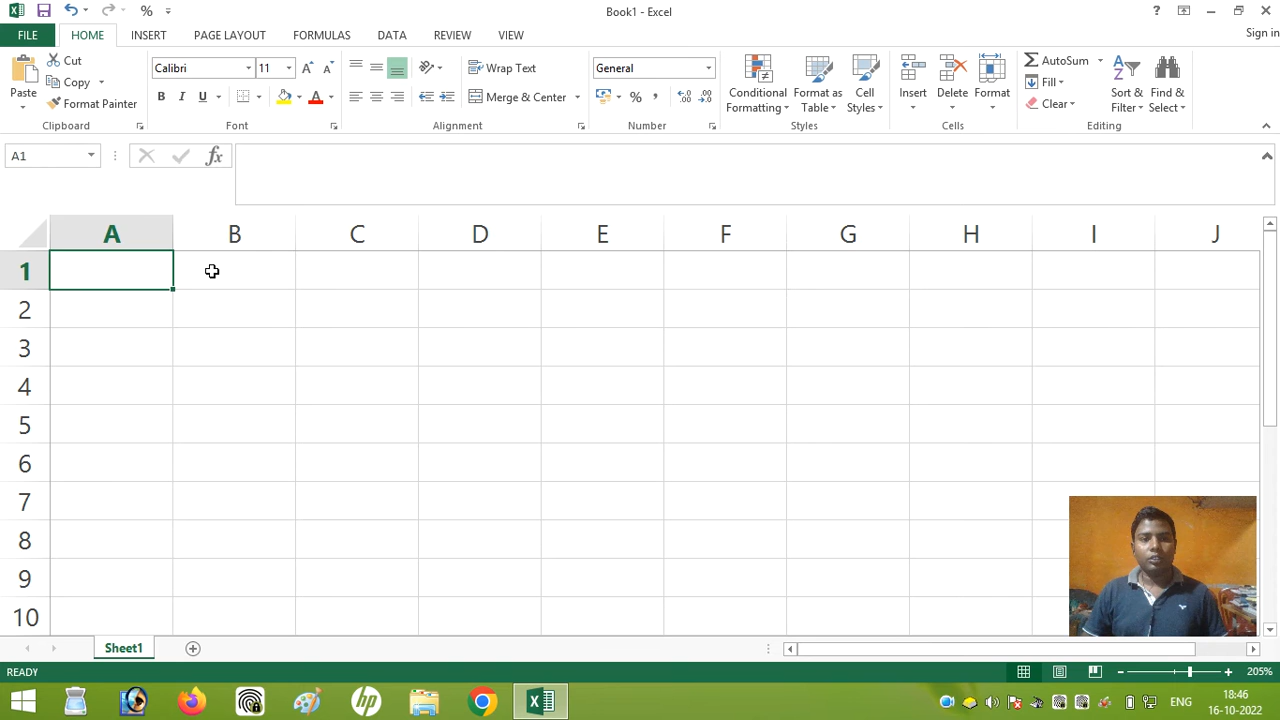 %
Book1 - Excel
?
FILE
HOME
INSERT
PAGE LAYOUT
FORMULAS
DATA
REVIEW
VIEW
Sign in
Paste
Cut
Copy
Format Painter
Clipboard
Calibri
11
B I U
A
Font
Wrap Text
Merge & Center
Alignment
General
%
Number
Conditional Formatting
Format as Table
Cell Styles
Styles
Insert
Delete
Format
Cells
AutoSum
Fill
Clear
Sort & Filter
Find & Select
Editing
A1
fx
A B C D E F G H I J
1
2
3
4
5
6
7
8
9
10
Sheet1
READY
205%
hp
ENG
18:46
16-10-2022